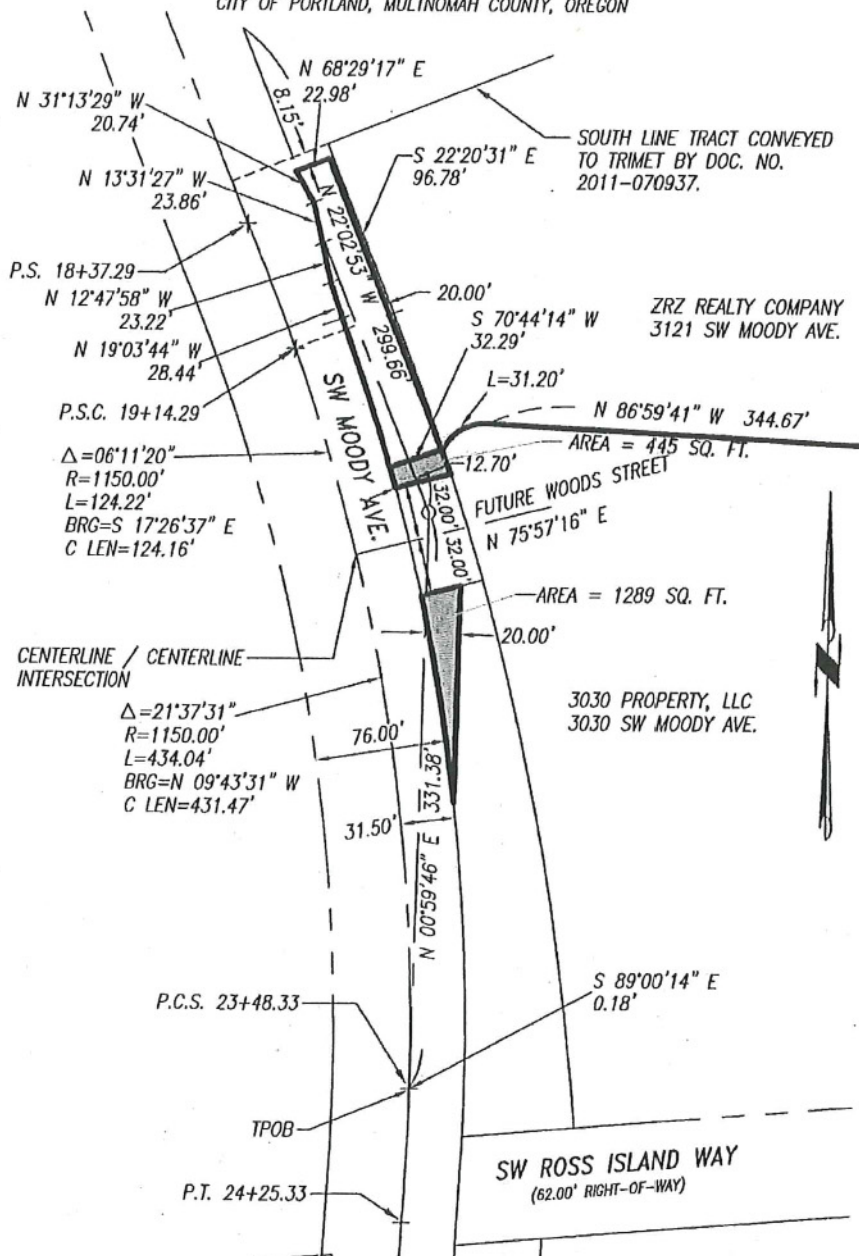 CITY OF PORTLAND, MULTNOMAH COUNTY, OREGON
N 68°29'17" E
22.98'
8.15'
N 31°13'29" W
20.74'
SOUTH LINE TRACT CONVEYED
TO TRIMET BY DOC. NO.
2011-070937.
S 22°20'31" E
96.78'
N 13°31'27" W
23.86'
N 22°02'53" W 299.66'
P.S. 18+37.29
N 12°47'58" W
23.22'
20.00'
ZRZ REALTY COMPANY
3121 SW MOODY AVE.
S 70°44'14" W
32.29'
N 19°03'44" W
28.44'
L=31.20'
P.S.C. 19+14.29
SW MOODY AVE.
N 86°59'41" W 344.67'
AREA = 445 SQ. FT.
12.70'
Δ=06°11'20"
R=1150.00'
L=124.22'
BRG=S 17°26'37" E
C LEN=124.16'
FUTURE WOODS STREET
N 75°57'16" E
32.00'
32.00'
AREA = 1289 SQ. FT.
20.00'
CENTERLINE / CENTERLINE
INTERSECTION
3030 PROPERTY, LLC
3030 SW MOODY AVE.
Δ=21°37'31"
R=1150.00'
L=434.04'
BRG=N 09°43'31" W
C LEN=431.47'
76.00'
31.50'
N 00°59'46" E 331.38'
S 89°00'14" E
0.18'
P.C.S. 23+48.33
TPOB
P.T. 24+25.33
SW ROSS ISLAND WAY
(62.00' RIGHT-OF-WAY)